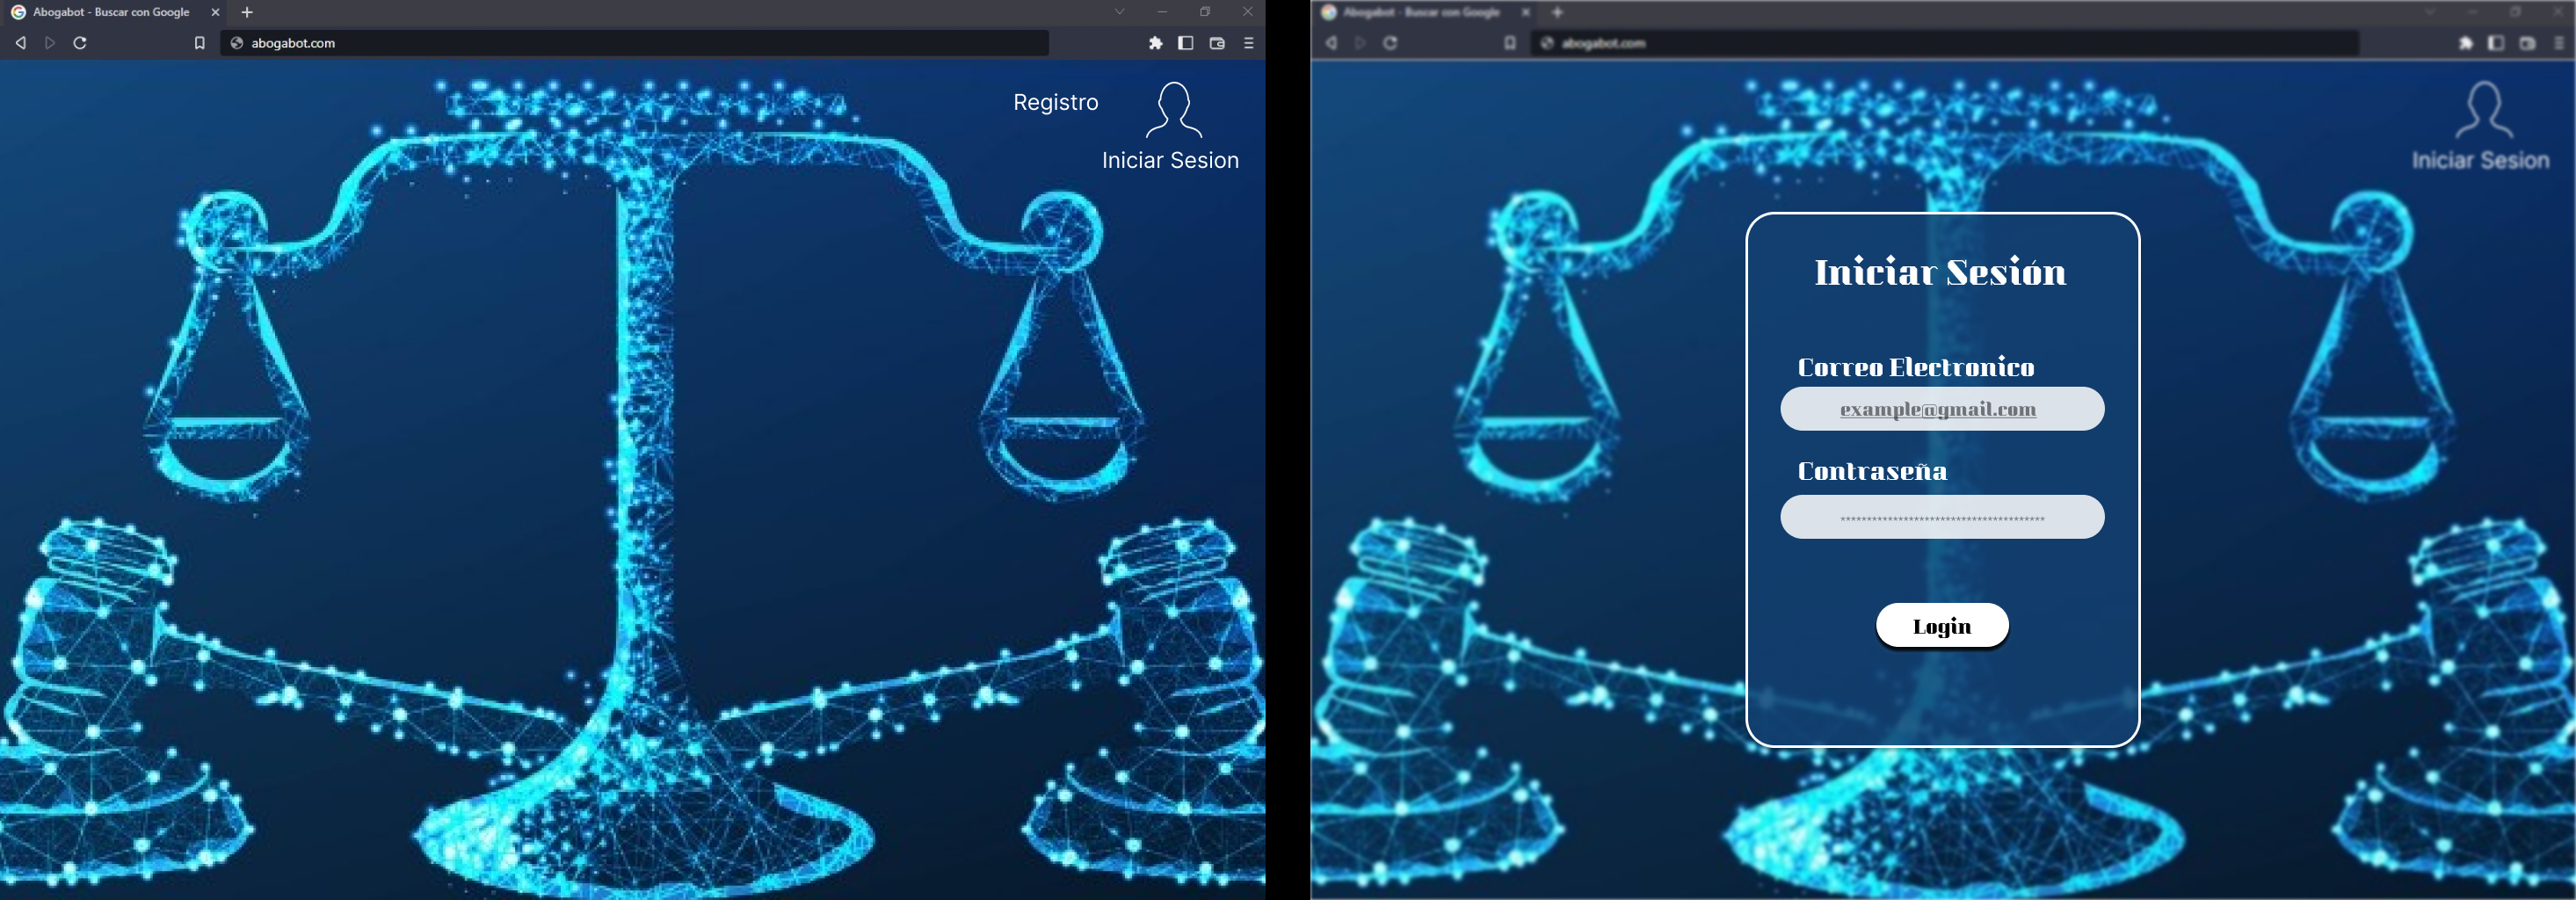 Abogabot - Buscar con Google
abogabot.com
Registro
Iniciar Sesion
Abogabot - Buscar con Google
abogabot.com
Iniciar Sesion
Iniciar Sesión
Correo Electronico
example@gmail.com
Contraseña
***************************************
Login